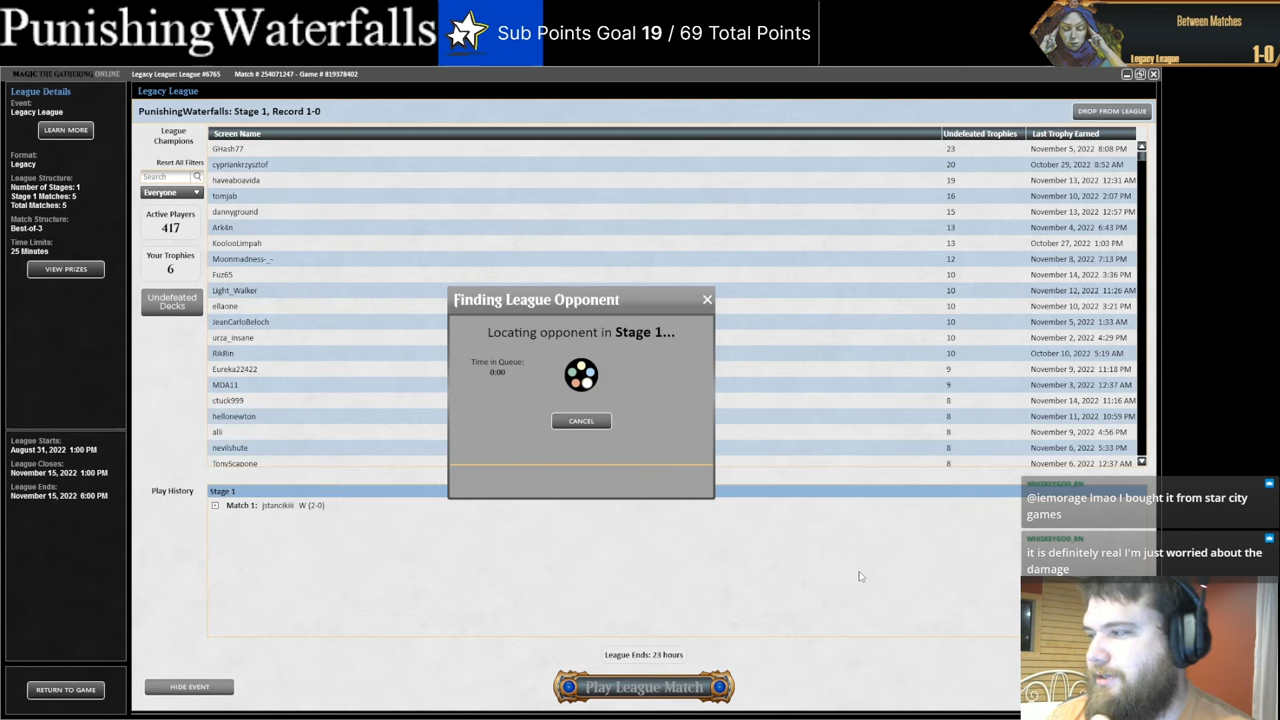 PunishingWaterfalls
Sub Points Goal 19 / 69 Total Points
Between Matches
Legacy League
1-0
MAGIC THE GATHERING ONLINE
Legacy League: League #6765 Match # 254071247 - Game # 819378402
League Details
Event:
Legacy League
LEARN MORE
Format:
Legacy
League Structure:
Number of Stages: 1
Stage 1 Matches: 5
Total Matches: 5
Match Structure:
Best-of-3
Time Limits:
25 Minutes
VIEW PRIZES
League Starts:
August 31, 2022 1:00 PM
League Closes:
November 15, 2022 1:00 PM
League Ends:
November 15, 2022 6:00 PM
RETURN TO GAME
Legacy League
PunishingWaterfalls: Stage 1, Record 1-0
DROP FROM LEAGUE
League
Champions
Reset All Filters
Search
Everyone
Active Players
417
Your Trophies
6
Undefeated
Decks
Screen Name Undefeated Trophies Last Trophy Earned
GHash77 23 November 5, 2022 8:08 PM
cypriankrzysztof 20 October 29, 2022 8:52 AM
haveaboavida 19 November 13, 2022 12:31 AM
tomjab 16 November 10, 2022 2:07 PM
dannyground 15 November 13, 2022 12:57 PM
Ark4n 13 November 4, 2022 6:43 PM
KoolooLimpah 13 October 27, 2022 1:03 PM
Moonmadness-_- 12 November 8, 2022 7:13 PM
Fuz65 10 November 14, 2022 3:36 PM
Light_Walker 10 November 12, 2022 11:26 AM
ellaone 10 November 10, 2022 3:21 PM
JeanCarloBeloch 10 November 5, 2022 1:33 AM
urza_insane 10 November 2, 2022 4:29 PM
RikRin 10 October 10, 2022 5:19 AM
Eureka22422 9 November 9, 2022 11:18 PM
MDA11 9 November 3, 2022 12:37 AM
ctuck999 8 November 14, 2022 11:16 AM
hellonewton 8 November 11, 2022 10:59 PM
alli 8 November 9, 2022 4:56 PM
nevilshute 8 November 6, 2022 5:33 PM
TonyScapone 8 November 6, 2022 12:37 AM
Finding League Opponent
Locating opponent in Stage 1...
Time in Queue:
0:00
CANCEL
Play History
Stage 1
Match 1: jstancikiii W (2-0)
League Ends: 23 hours
HIDE EVENT
Play League Match
WHISKEYGOD_RN
@iemorage lmao I bought it from star city
games
WHISKEYGOD_RN
it is definitely real I'm just worried about the
damage